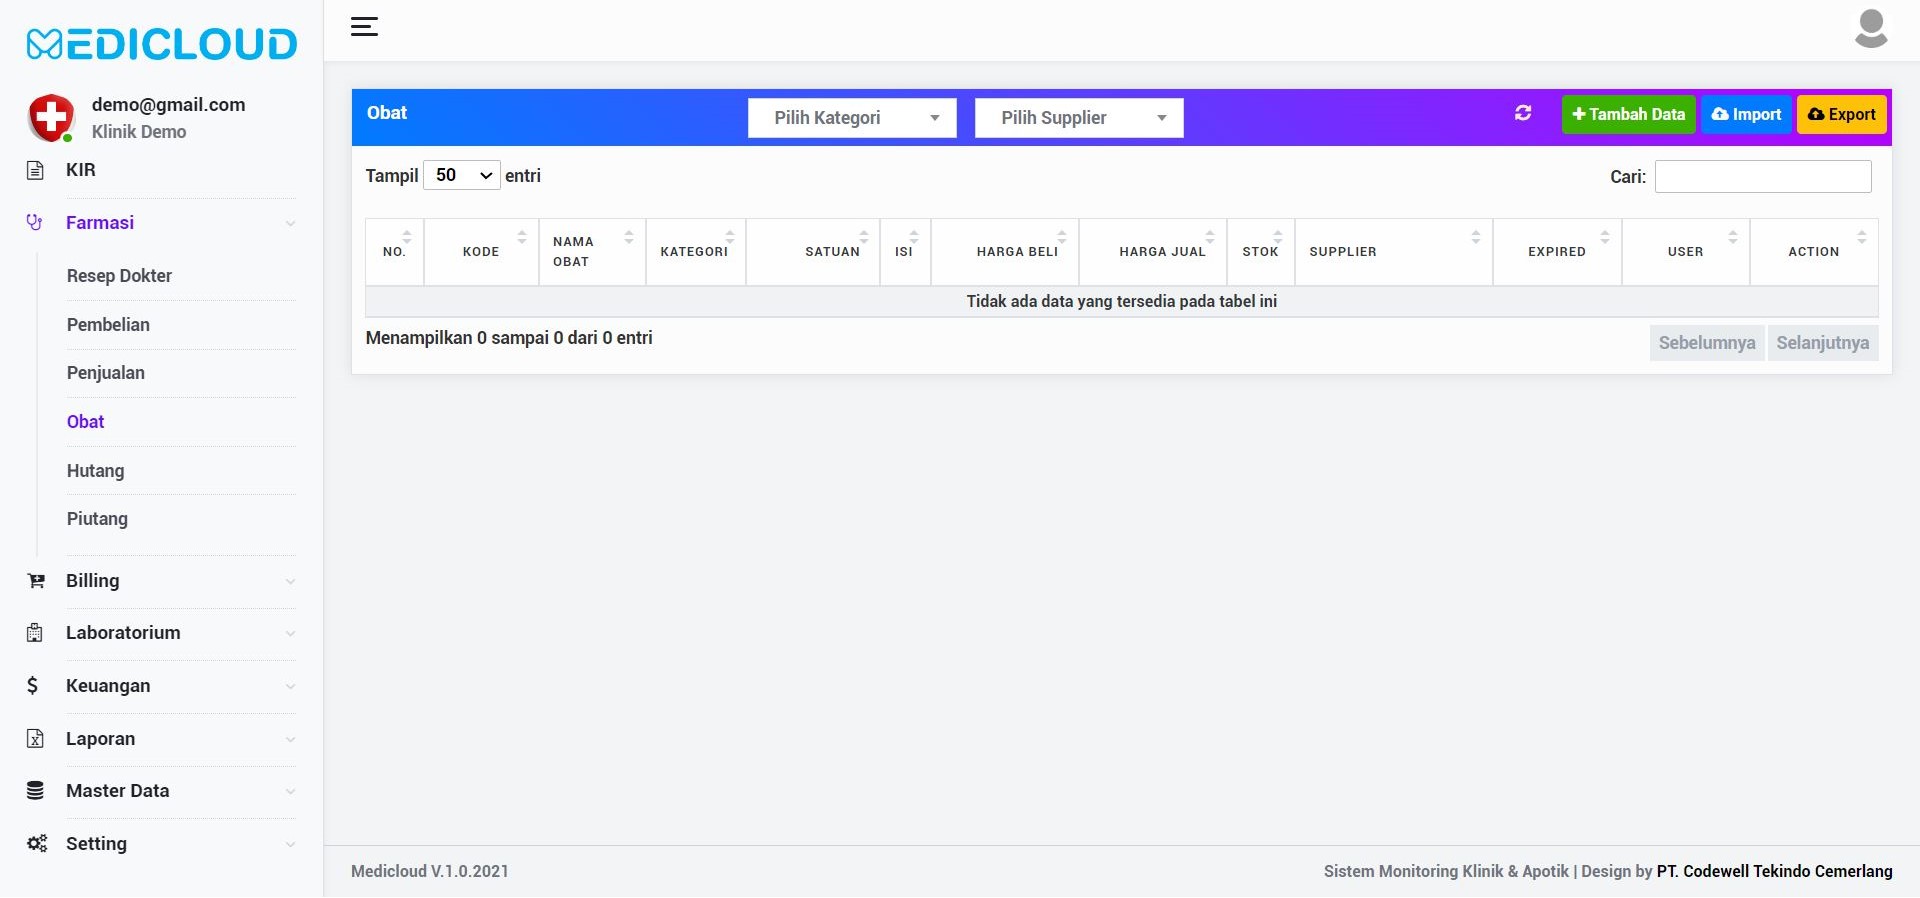 MEDICLOUD
demo@gmail.com
Klinik Demo
KIR
Farmasi
Resep Dokter
Pembelian
Penjualan
Obat
Hutang
Piutang
Billing
Laboratorium
Keuangan
Laporan
Master Data
Setting
Obat
Pilih Kategori
Pilih Supplier
Tambah Data
Import
Export
Tampil 50 entri
Cari:
NO. KODE NAMA OBAT KATEGORI SATUAN ISI HARGA BELI HARGA JUAL STOK SUPPLIER EXPIRED USER ACTION
Tidak ada data yang tersedia pada tabel ini
Menampilkan 0 sampai 0 dari 0 entri
Sebelumnya Selanjutnya
Medicloud V.1.0.2021
Sistem Monitoring Klinik & Apotik | Design by PT. Codewell Tekindo Cemerlang